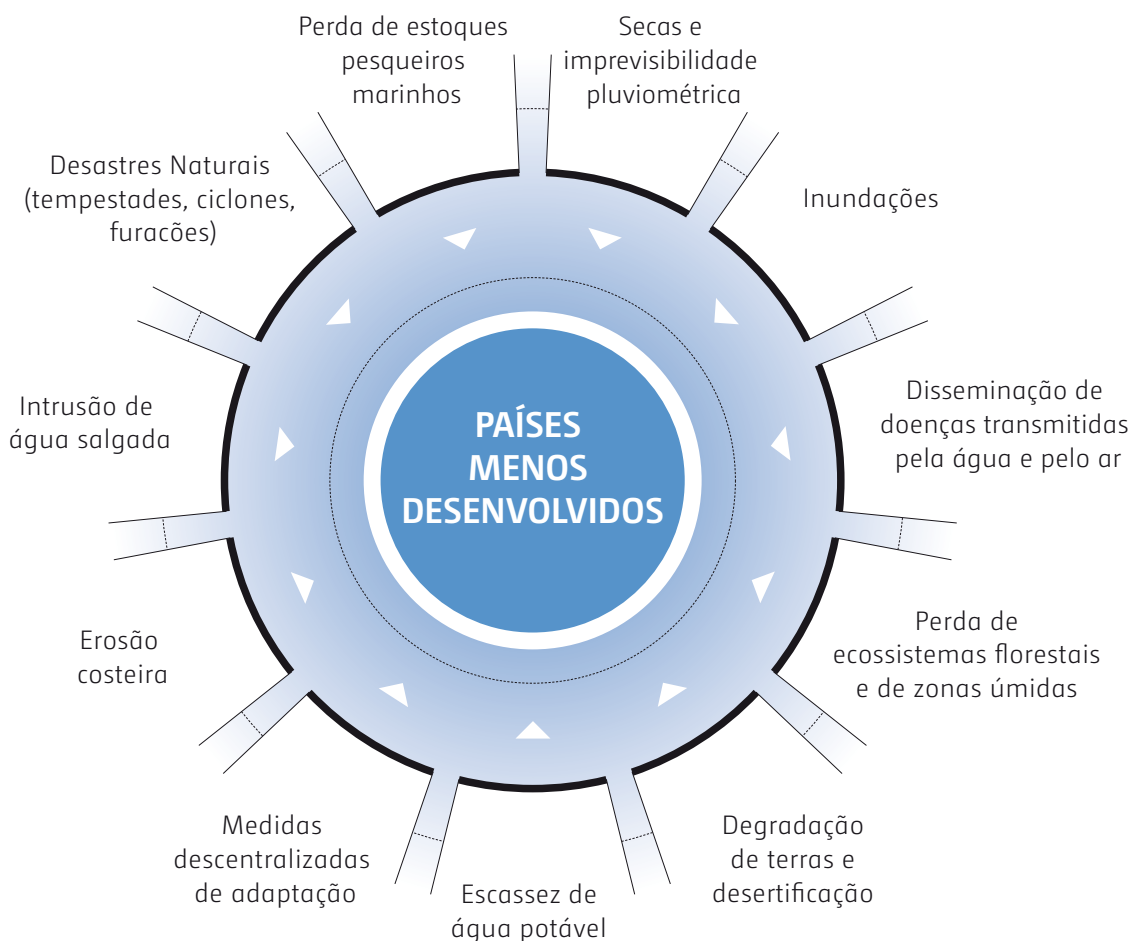 Perda de estoques
pesqueiros
marinhos
Secas e
imprevisibilidade
pluviométrica
Desastres Naturais
(tempestades, ciclones,
furacões)
Inundações
Intrusão de
água salgada
PAÍSES
MENOS
DESENVOLVIDOS
Disseminação de
doenças transmitidas
pela água e pelo ar
Erosão
costeira
Perda de
ecossistemas florestais
e de zonas úmidas
Medidas
descentralizadas
de adaptação
Escassez de
água potável
Degradação
de terras e
desertificação